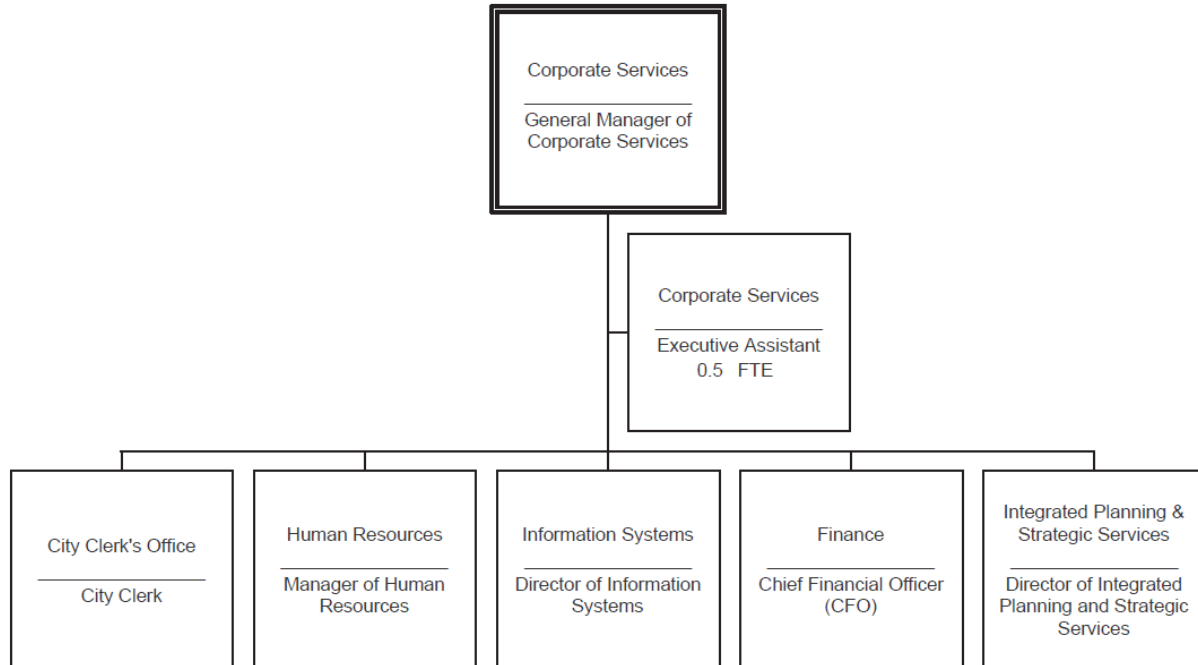 Corporate Services
General Manager of
Corporate Services
Corporate Services
Executive Assistant
0.5 FTE
City Clerk's Office
City Clerk
Human Resources
Manager of Human
Resources
Information Systems
Director of Information
Systems
Finance
Chief Financial Officer
(CFO)
Integrated Planning &
Strategic Services
Director of Integrated
Planning and Strategic
Services